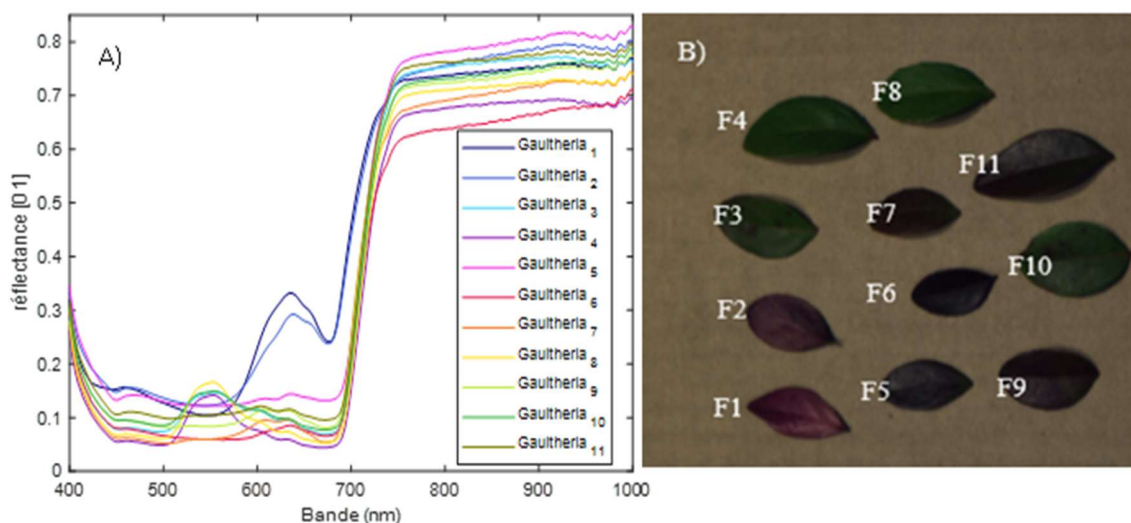 A)
0.8
0.7
0.6
0.5
0.4
0.3
0.2
0.1
0
400
500
600
700
800
900
1000
réflectance [0 1]
Bande (nm)
Gaultheria 1
Gaultheria 2
Gaultheria 3
Gaultheria 4
Gaultheria 5
Gaultheria 6
Gaultheria 7
Gaultheria 8
Gaultheria 9
Gaultheria 10
Gaultheria 11
B)
F8
F4
F11
F3
F7
F10
F6
F2
F1
F5
F9